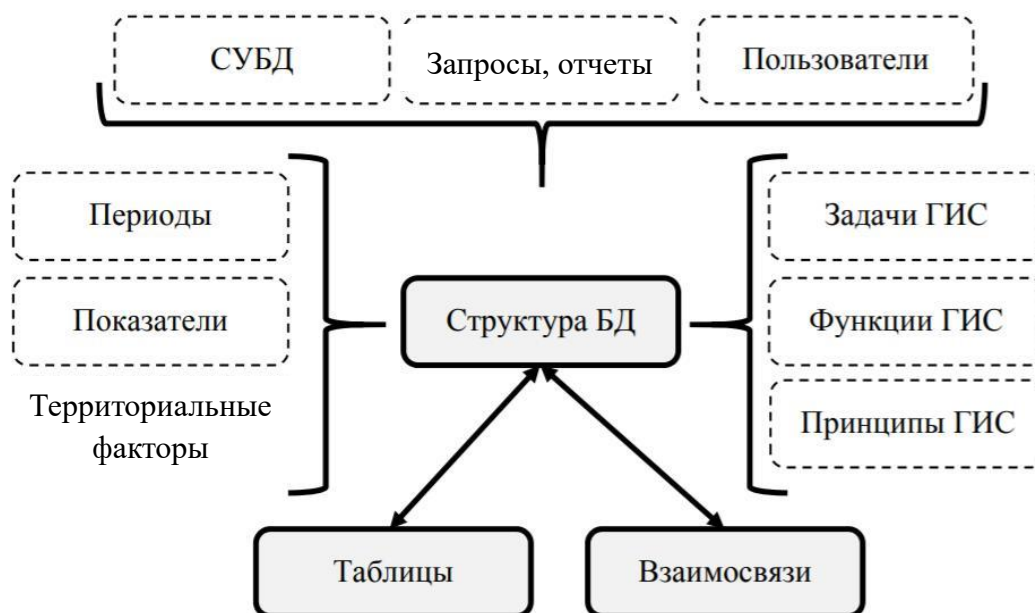 СУБД
Запросы, отчеты
Пользователи
Периоды
Задачи ГИС
Показатели
Структура БД
Функции ГИС
Территориальные
факторы
Принципы ГИС
Таблицы
Взаимосвязи